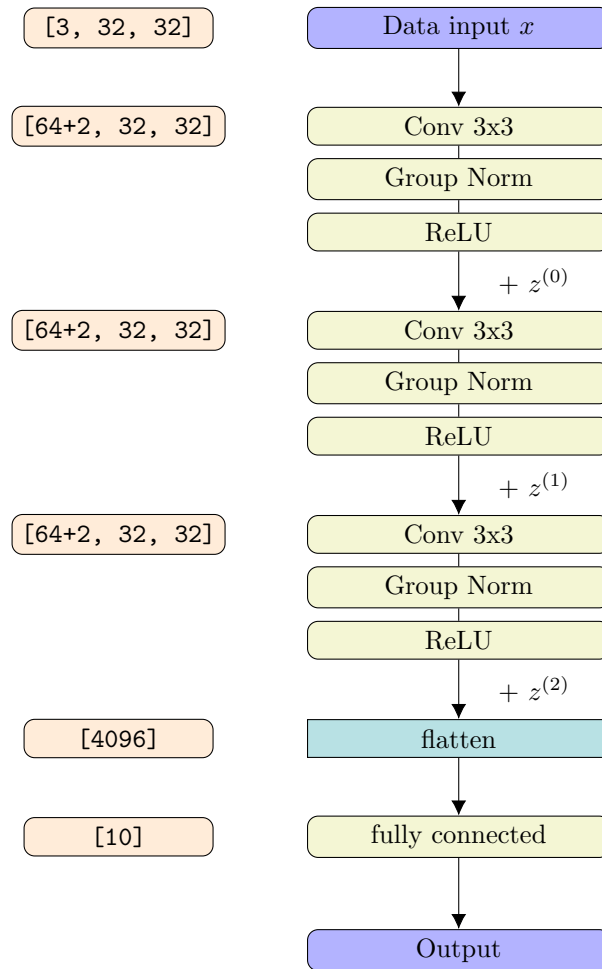 [3, 32, 32] Data input x
[64+2, 32, 32] Conv 3x3
Group Norm
ReLU
+ z^(0)
[64+2, 32, 32] Conv 3x3
Group Norm
ReLU
+ z^(1)
[64+2, 32, 32] Conv 3x3
Group Norm
ReLU
+ z^(2)
[4096] flatten
[10] fully connected
Output